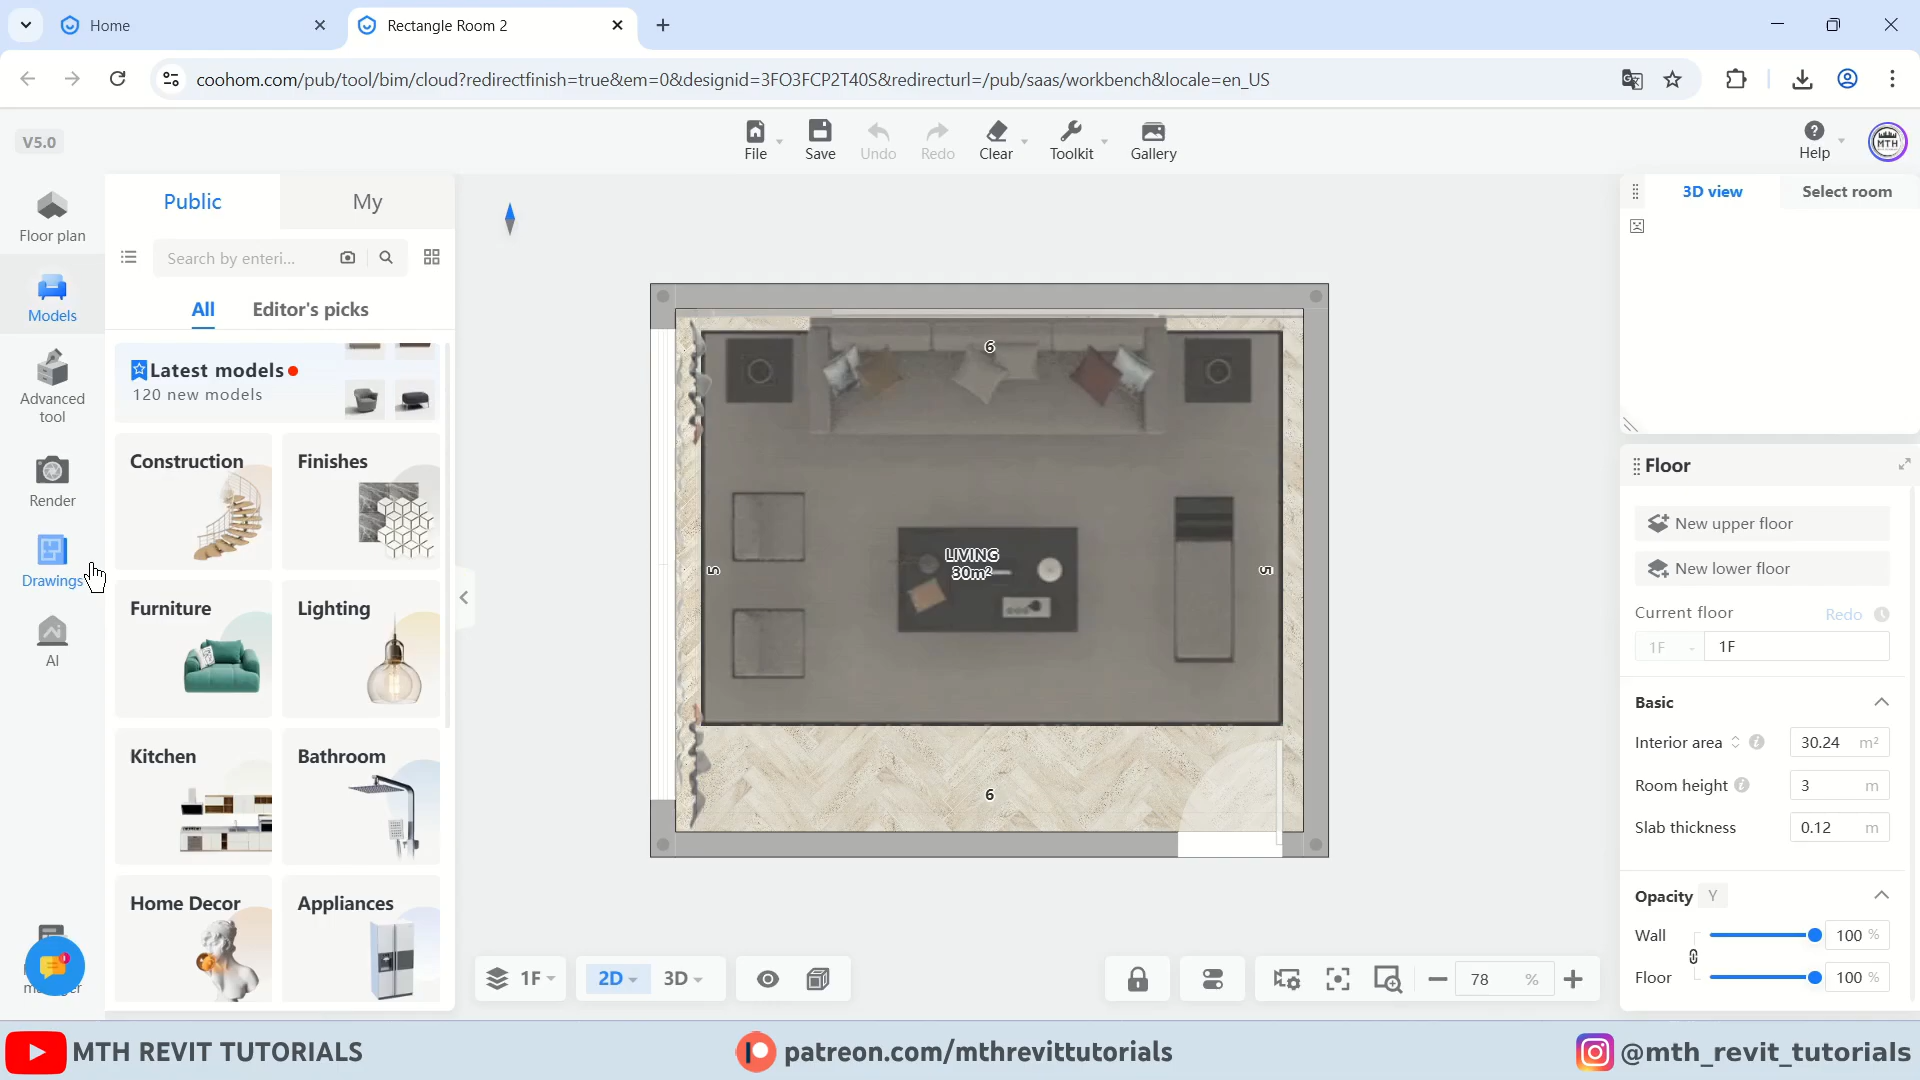 Home
Rectangle Room 2
coohom.com/pub/tool/bim/cloud?redirectfinish=true&em=0&designid=3FO3FCP2T40S&redirecturl=/pub/saas/workbench&locale=en_US
V5.0
File
Save
Undo
Redo
Clear
Toolkit
Gallery
Help
MTH
Floor plan
Models
Advanced
tool
Render
Drawings
AI
Public
My
Search by enteri...
All
Editor's picks
Latest models
120 new models
Construction
Finishes
Furniture
Lighting
Kitchen
Bathroom
Home Decor
Appliances
6
5
LIVING
30m²
5
6
1F
2D
3D
78 %
3D view
Select room
Floor
New upper floor
New lower floor
Current floor
Redo
1F
1F
Basic
Interior area
30.24 m²
Room height
3 m
Slab thickness
0.12 m
Opacity Y
Wall
100 %
Floor
100 %
MTH REVIT TUTORIALS
patreon.com/mthrevittutorials
@mth_revit_tutorials